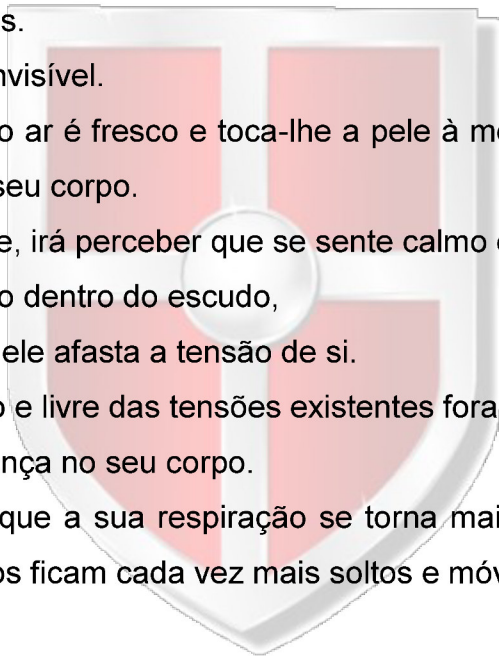 s.
nvisível.
o ar é fresco e toca-lhe a pele à me
seu corpo.
e, irá perceber que se sente calmo e
o dentro do escudo,
ele afasta a tensão de si.
o e livre das tensões existentes fora
nça no seu corpo.
que a sua respiração se torna mai
os ficam cada vez mais soltos e móv